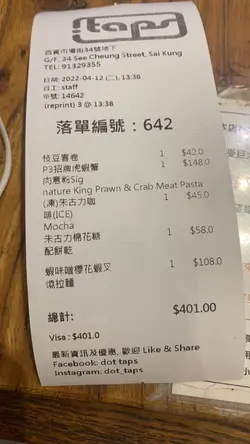 :taps
西貢市場街34號地下
G/F, 34 See Cheung Street, Sai Kung
TEL: 91329355
日期: 2022-04-12 (二), 13:36
員工: staff
單號: 14642
(reprint) 3 @ 13:38
落單編號：642
枝豆春卷 1 $42.0
P3招牌虎蝦蟹 1 $148.0
肉意粉Sig
nature King Prawn & Crab Meat Pasta
(凍)朱古力咖 1 $45.0
啡(ICE)
Mocha
朱古力棉花糖 1 $58.0
配餅乾
蝦味噌櫻花蝦叉 1 $108.0
燒拉麵
總計: $401.00
Visa : $401.0
最新資訊及優惠, 歡迎 Like & Share
Facebook: dot.taps
Instagram: dot_taps